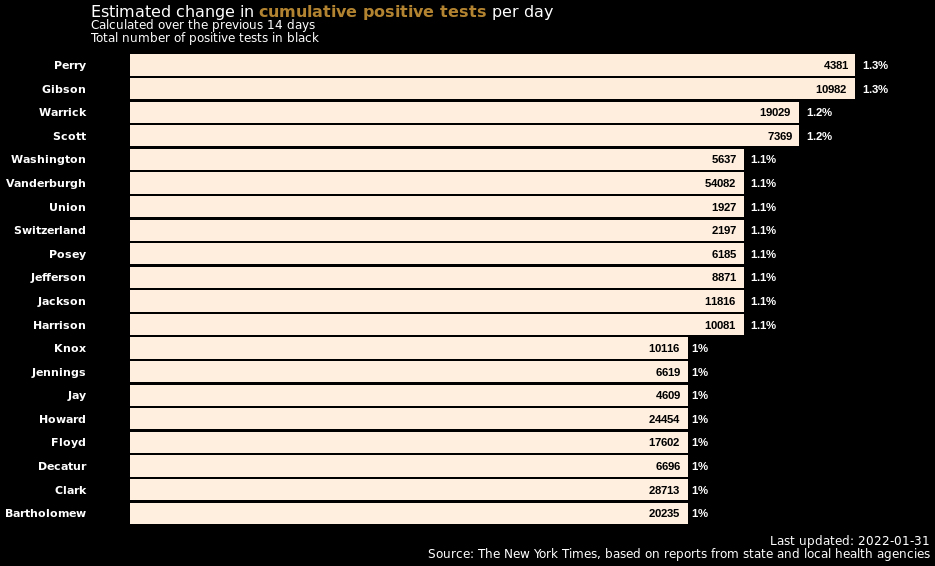 Estimated change in cumulative positive tests per day
Calculated over the previous 14 days
Total number of positive tests in black
Perry 4381 1.3%
Gibson 10982 1.3%
Warrick 19029 1.2%
Scott 7369 1.2%
Washington 5637 1.1%
Vanderburgh 54082 1.1%
Union 1927 1.1%
Switzerland 2197 1.1%
Posey 6185 1.1%
Jefferson 8871 1.1%
Jackson 11816 1.1%
Harrison 10081 1.1%
Knox 10116 1%
Jennings 6619 1%
Jay 4609 1%
Howard 24454 1%
Floyd 17602 1%
Decatur 6696 1%
Clark 28713 1%
Bartholomew 20235 1%
Last updated: 2022-01-31
Source: The New York Times, based on reports from state and local health agencies